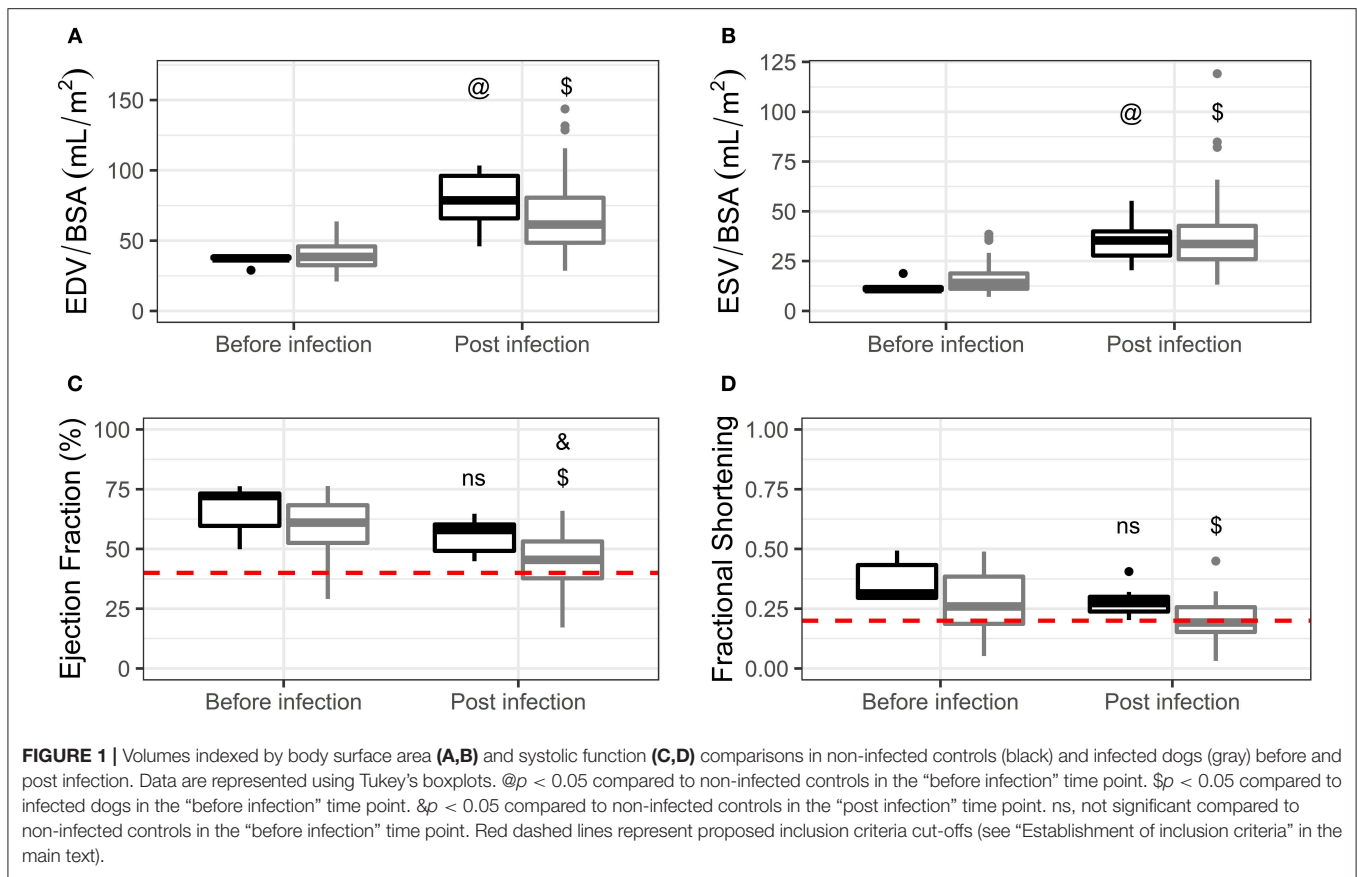 A
EDV/BSA (mL/m²)
150
100
50
0
@
$
Before infection
Post infection
B
ESV/BSA (mL/m²)
125
100
75
50
25
0
@
$
Before infection
Post infection
C
Ejection Fraction (%)
100
75
50
25
0
ns
&
$
Before infection
Post infection
D
Fractional Shortening
1.00
0.75
0.50
0.25
0.00
ns
$
Before infection
Post infection
FIGURE 1 | Volumes indexed by body surface area (A,B) and systolic function (C,D) comparisons in non-infected controls (black) and infected dogs (gray) before and
post infection. Data are represented using Tukey's boxplots. @p < 0.05 compared to non-infected controls in the "before infection" time point. $p < 0.05 compared to
infected dogs in the "before infection" time point. &p < 0.05 compared to non-infected controls in the "post infection" time point. ns, not significant compared to
non-infected controls in the "before infection" time point. Red dashed lines represent proposed inclusion criteria cut-offs (see "Establishment of inclusion criteria" in the
main text).